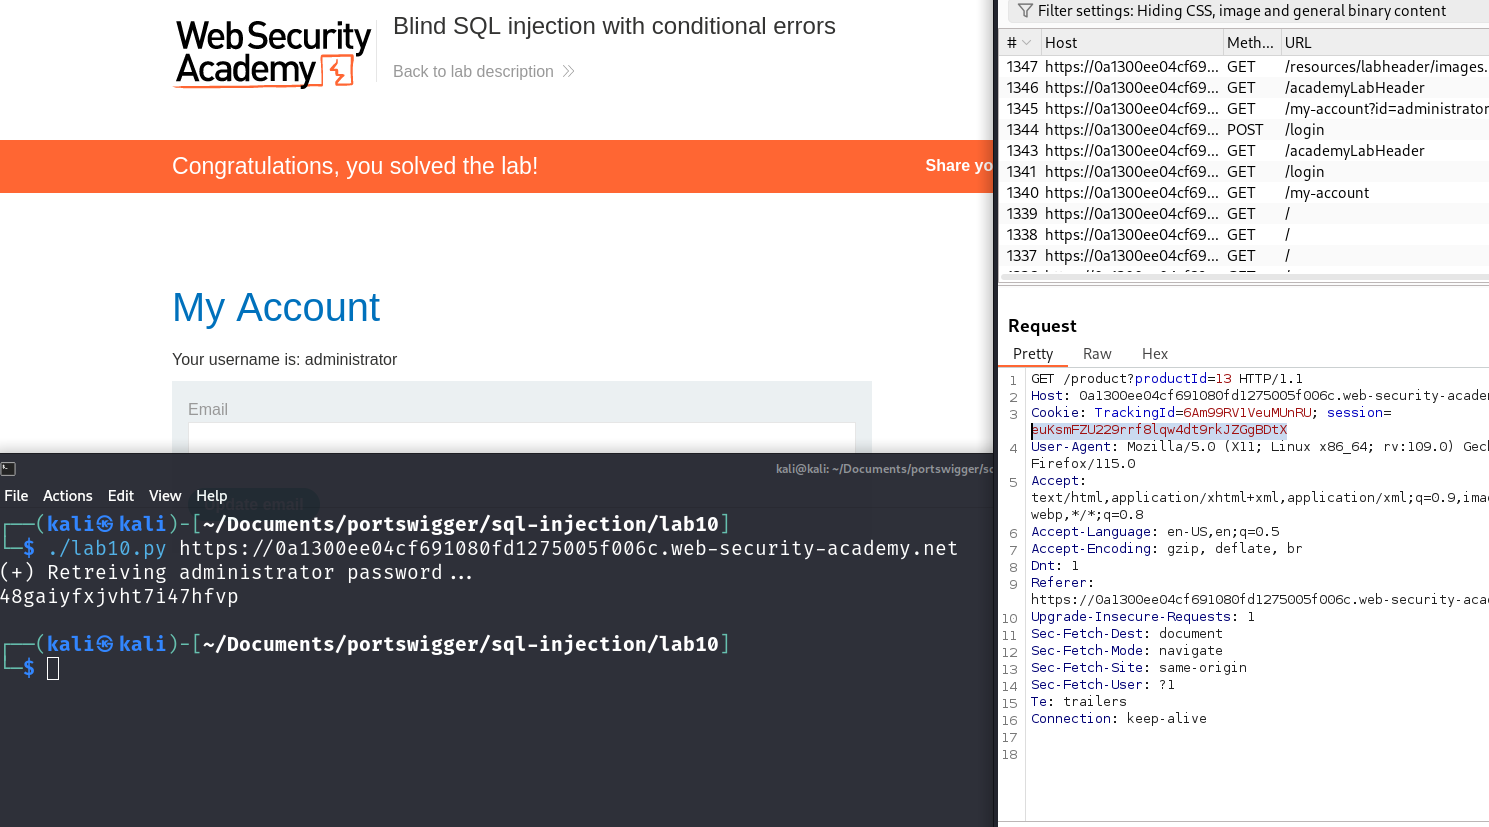 Web Security
Academy
Blind SQL injection with conditional errors
Back to lab description
Congratulations, you solved the lab!
Share yo
My Account
Your username is: administrator
Email
Update email
kali@kali: ~/Documents/portswigger/sq
File Actions Edit View Help
┌──(kali㉿kali)-[~/Documents/portswigger/sql-injection/lab10]
└─$ ./lab10.py https://0a1300ee04cf691080fd1275005f006c.web-security-academy.net
(+) Retreiving administrator password...
48gaiyfxjvht7i47hfvp
┌──(kali㉿kali)-[~/Documents/portswigger/sql-injection/lab10]
└─$
Filter settings: Hiding CSS, image and general binary content
# Host Meth... URL
1347 https://0a1300ee04cf69... GET /resources/labheader/images.
1346 https://0a1300ee04cf69... GET /academyLabHeader
1345 https://0a1300ee04cf69... GET /my-account?id=administrator
1344 https://0a1300ee04cf69... POST /login
1343 https://0a1300ee04cf69... GET /academyLabHeader
1341 https://0a1300ee04cf69... GET /login
1340 https://0a1300ee04cf69... GET /my-account
1339 https://0a1300ee04cf69... GET /
1338 https://0a1300ee04cf69... GET /
1337 https://0a1300ee04cf69... GET /
Request
Pretty Raw Hex
1 GET /product?productId=13 HTTP/1.1
2 Host: 0a1300ee04cf691080fd1275005f006c.web-security-acader
3 Cookie: TrackingId=6Am99RV1VeuMUnRU; session=
euKsmFZU229rrf8lqw4dt9rkJZGgBDtX
4 User-Agent: Mozilla/5.0 (X11; Linux x86_64; rv:109.0) Geck
Firefox/115.0
5 Accept:
text/html,application/xhtml+xml,application/xml;q=0.9,imag
webp,*/*;q=0.8
6 Accept-Language: en-US,en;q=0.5
7 Accept-Encoding: gzip, deflate, br
8 Dnt: 1
9 Referer:
https://0a1300ee04cf691080fd1275005f006c.web-security-acad
10 Upgrade-Insecure-Requests: 1
11 Sec-Fetch-Dest: document
12 Sec-Fetch-Mode: navigate
13 Sec-Fetch-Site: same-origin
14 Sec-Fetch-User: ?1
15 Te: trailers
16 Connection: keep-alive
17
18